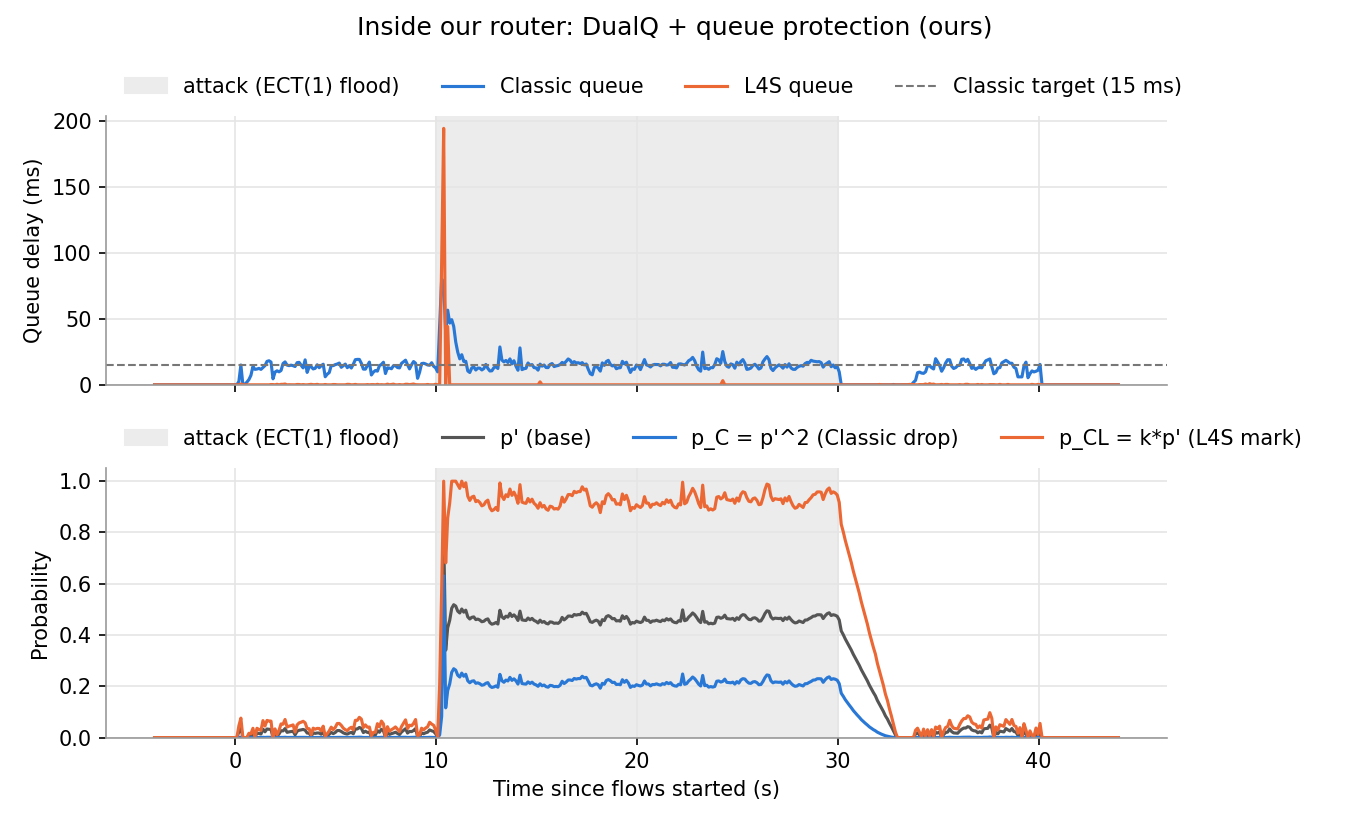 Inside our router: DualQ + queue protection (ours)
attack (ECT(1) flood) Classic queue L4S queue Classic target (15 ms)
Queue delay (ms)
200
150
100
50
0
attack (ECT(1) flood) p' (base) p_C = p'^2 (Classic drop) p_CL = k*p' (L4S mark)
Probability
1.0
0.8
0.6
0.4
0.2
0.0
0 10 20 30 40
Time since flows started (s)